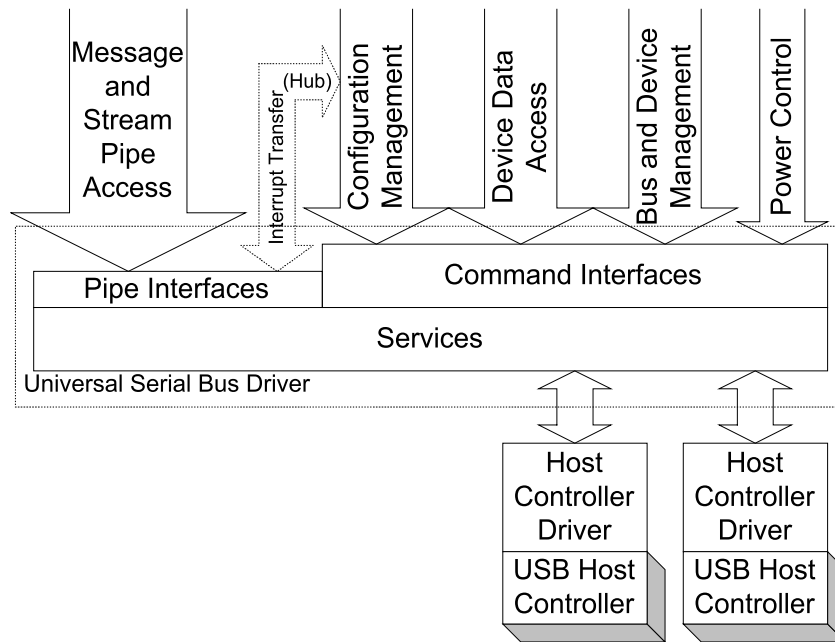 Message
and
Stream
Pipe
Access
(Hub)
Interrupt Transfer
Configuration
Management
Device Data
Access
Bus and Device
Management
Power Control
Pipe Interfaces
Command Interfaces
Services
Universal Serial Bus Driver
Host
Controller
Driver
USB Host
Controller
Host
Controller
Driver
USB Host
Controller